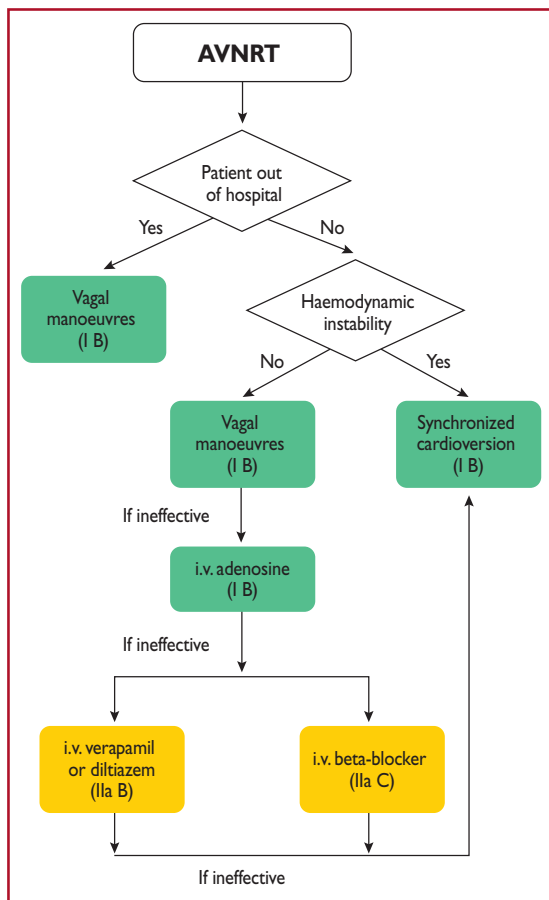 AVNRT
Patient out
of hospital
Yes
No
Vagal
manoeuvres
(I B)
Haemodynamic
instability
No
Yes
Vagal
manoeuvres
(I B)
Synchronized
cardioversion
(I B)
If ineffective
i.v. adenosine
(I B)
If ineffective
i.v. verapamil
or diltiazem
(IIa B)
i.v. beta-blocker
(IIa C)
If ineffective